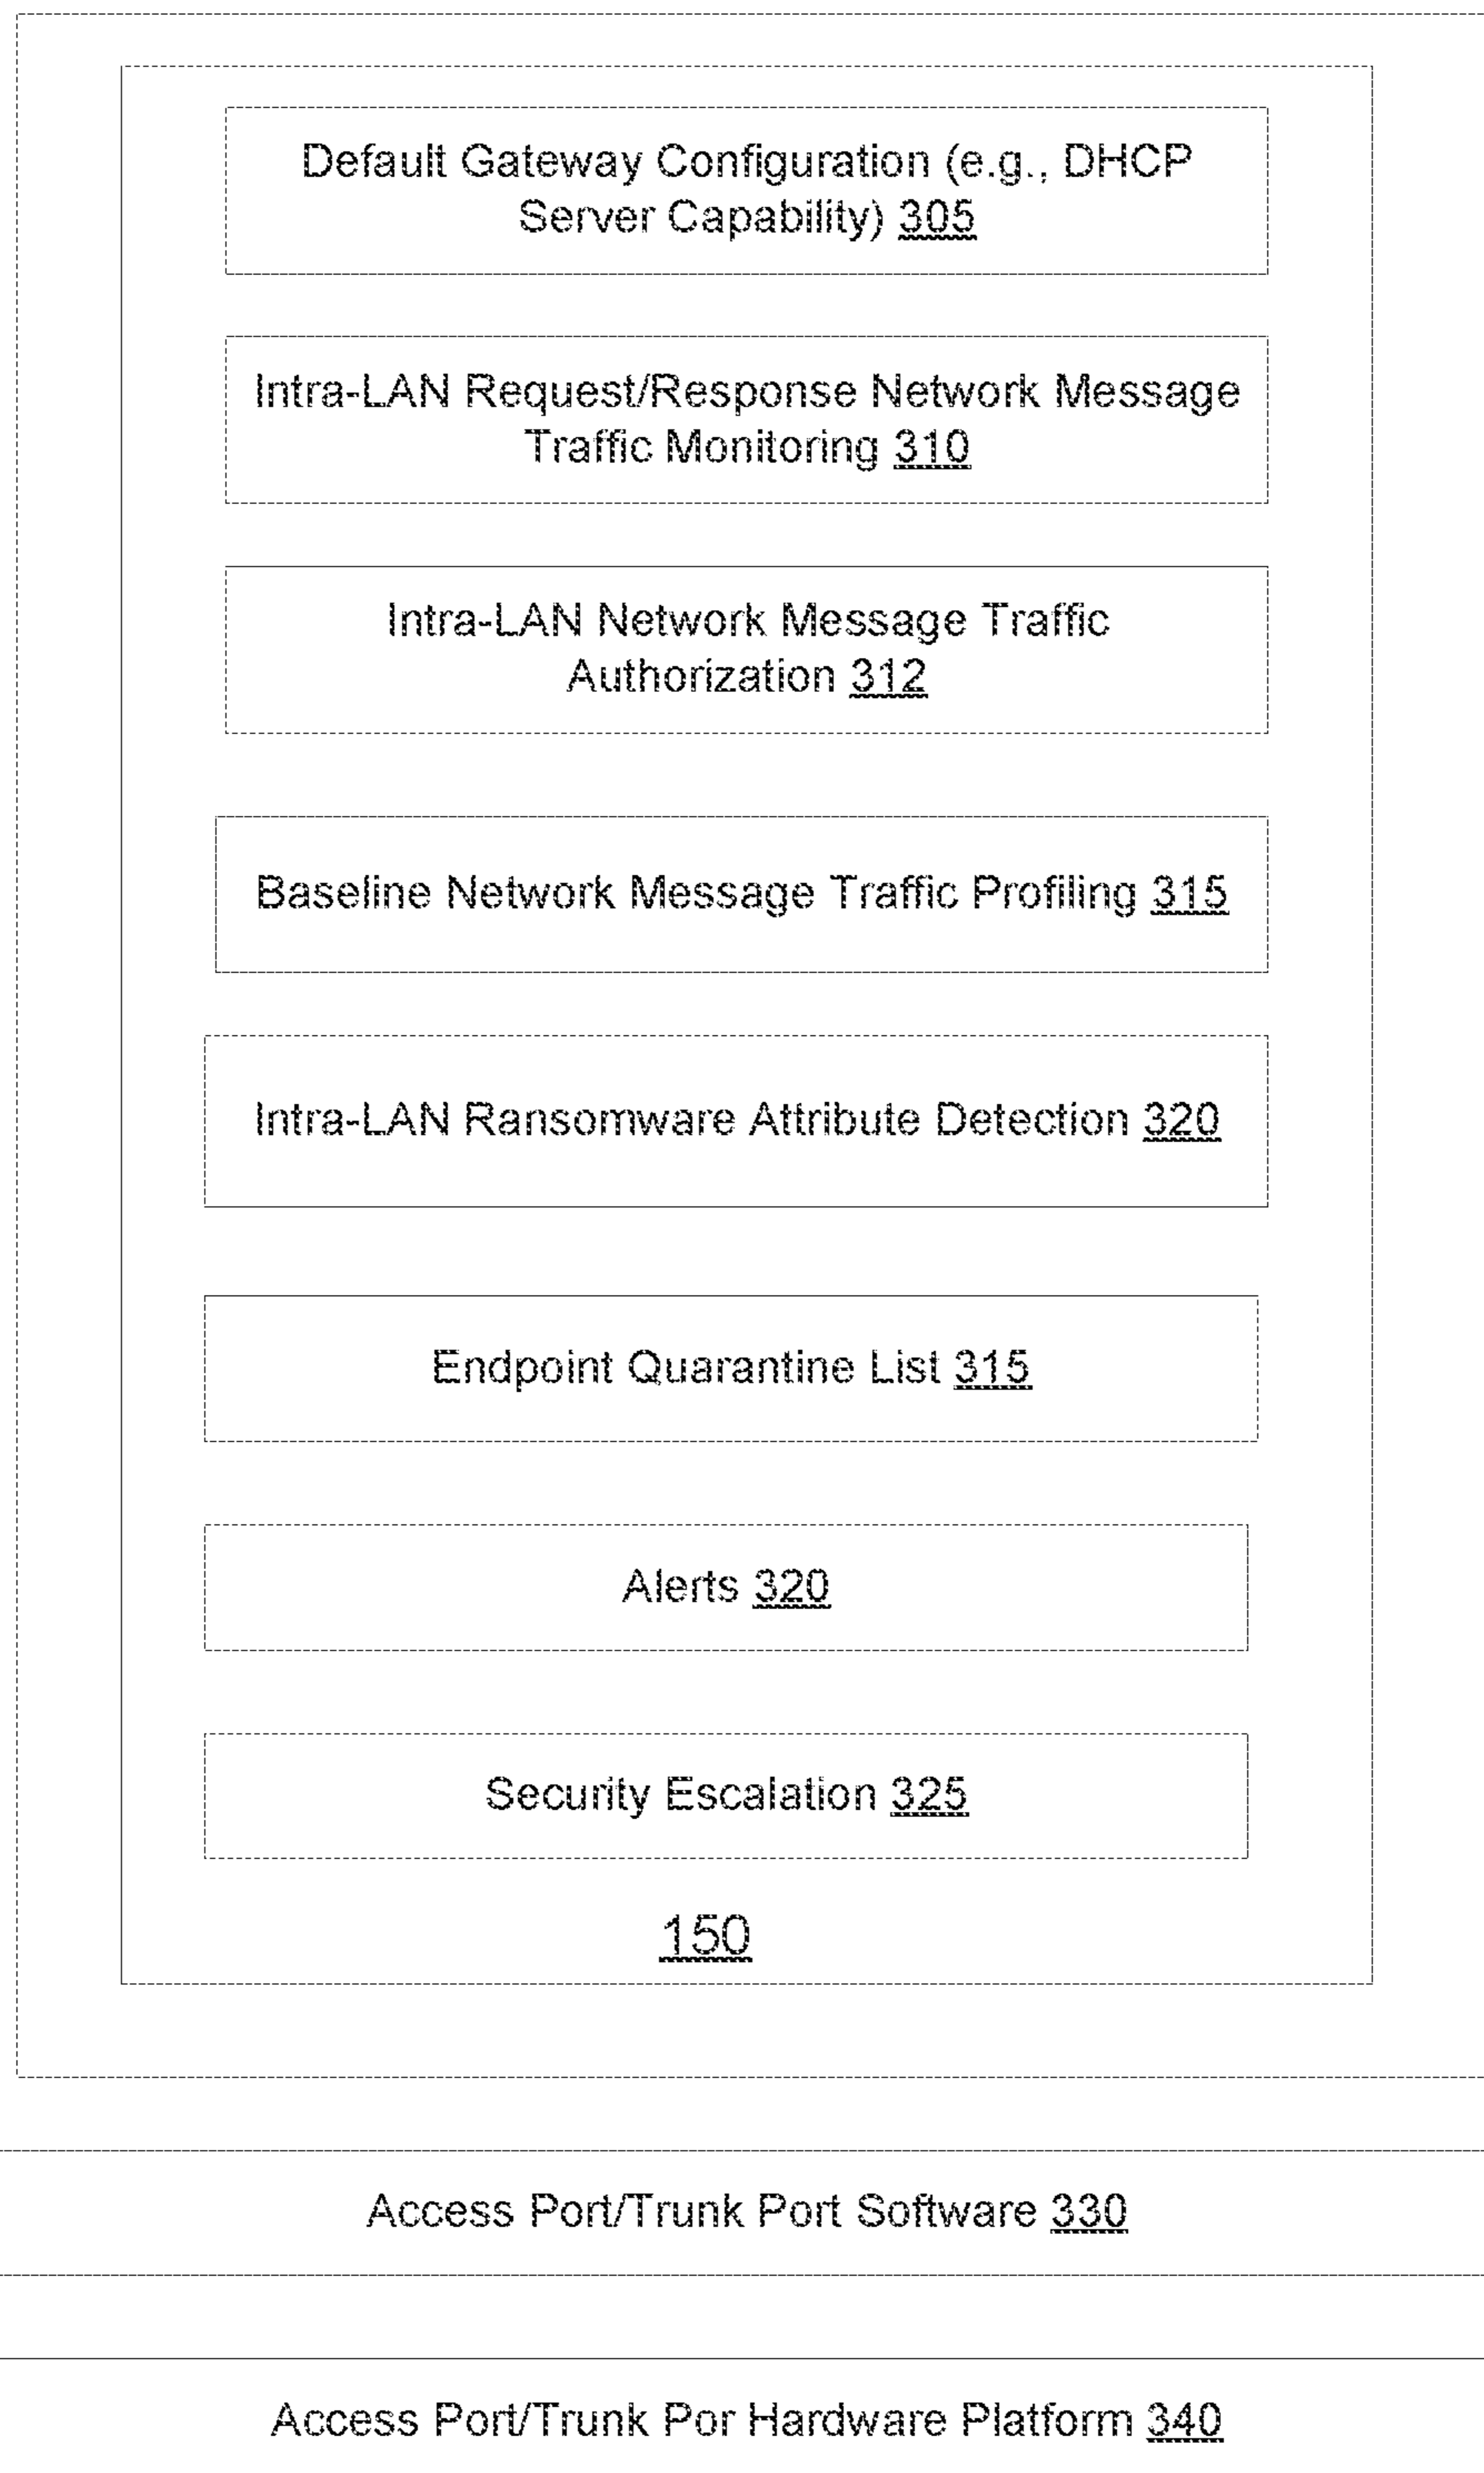 Default Gateway Configuration (e.g., DHCP
Server Capability) 305
Intra-LAN Request/Response Network Message
Traffic Monitoring 310
Intra-LAN Network Message Traffic
Authorization 312
Baseline Network Message Traffic Profiling 315
Intra-LAN Ransomware Attribute Detection 320
Endpoint Quarantine List 315
Alerts 320
Security Escalation 325
150
Access Port/Trunk Port Software 330
Access Port/Trunk Por Hardware Platform 340